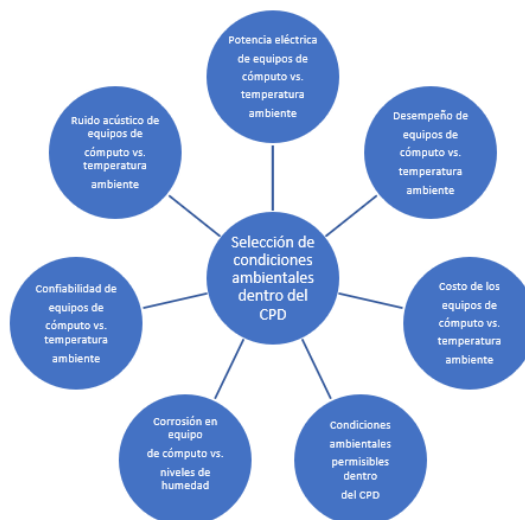 Potencia eléctrica
de equipos de
cómputo vs.
temperatura
ambiente
Desempeño de
equipos de
cómputo vs.
temperatura
ambiente
Costo de los
equipos de
cómputo vs.
temperatura
ambiente
Condiciones
ambientales
permisibles
dentro
del CPD
Corrosión en
equipo
de cómputo vs.
niveles de
humedad
Confiabilidad de
equipos de
cómputo vs.
temperatura
ambiente
Ruido acústico de
equipos de
cómputo vs.
temperatura
ambiente
Selección de
condiciones
ambientales
dentro del
CPD